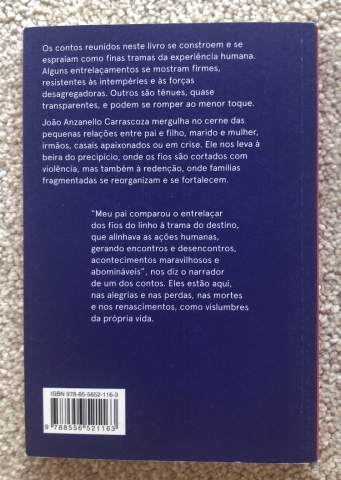 Os contos reunidos neste livro se constroem e se
espraiam como finas tramas da experiência humana.
Alguns entrelaçamentos se mostram firmes,
resistentes às intempéries e às forças
desagregadoras. Outros são tênues, quase
transparentes, e podem se romper ao menor toque.
João Anzanello Carrascoza mergulha no cerne das
pequenas relações entre pai e filho, marido e mulher,
irmãos, casais apaixonados ou em crise. Ele nos leva à
beira do precipício, onde os fios são cortados com
violência, mas também à redenção, onde famílias
fragmentadas se reorganizam e se fortalecem.
"Meu pai comparou o entrelaçar
dos fios do linho à trama do destino,
que alinhava as ações humanas,
gerando encontros e desencontros,
acontecimentos maravilhosos e
abomináveis", nos diz o narrador
de um dos contos. Eles estão aqui,
nas alegrias e nas perdas, nas mortes
e nos renascimentos, como vislumbres
da própria vida.
ISBN 978-85-5652-116-3
9 788556 521163